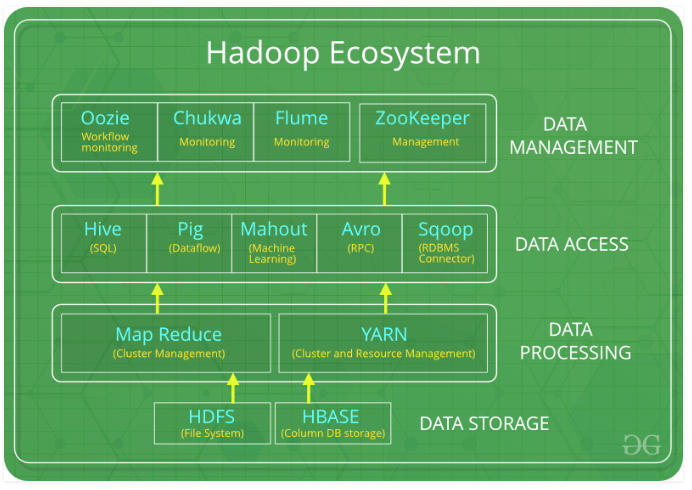 Hadoop Ecosystem
Oozie
Workflow
monitoring
Chukwa
Monitoring
Flume
Monitoring
ZooKeeper
Management
DATA
MANAGEMENT
Hive
(SQL)
Pig
(Dataflow)
Mahout
(Machine
Learning)
Avro
(RPC)
Sqoop
(RDBMS
Connector)
DATA ACCESS
Map Reduce
(Cluster Management)
YARN
(Cluster and Resource Management)
DATA
PROCESSING
HDFS
(File System)
HBASE
(Column DB storage)
DATA STORAGE